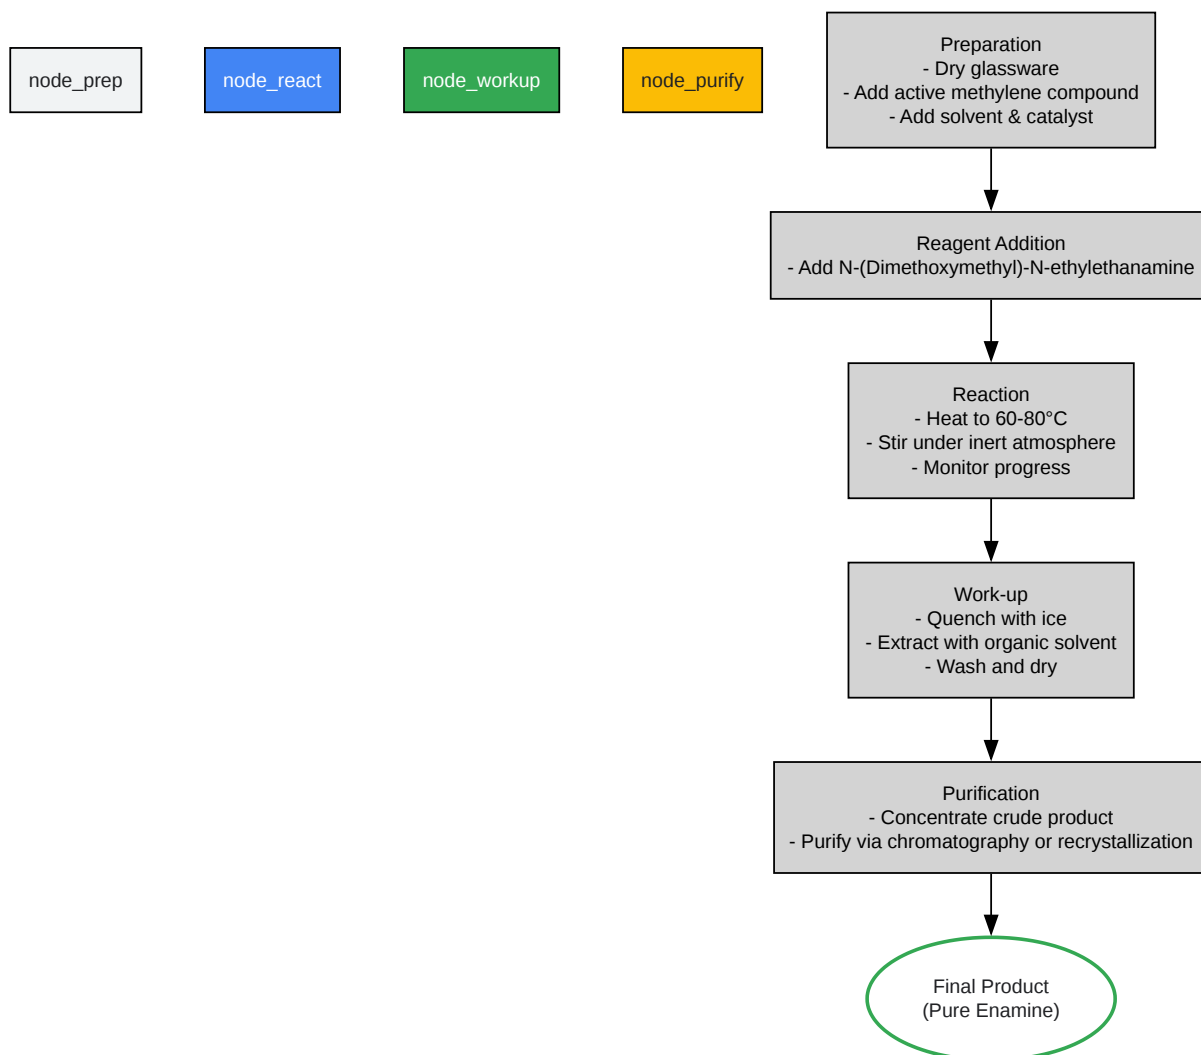 node_prep
node_react
node_workup
node_purify
Preparation
- Dry glassware
- Add active methylene compound
- Add solvent & catalyst
Reagent Addition
- Add N-(Dimethoxymethyl)-N-ethylethanamine
Reaction
- Heat to 60-80°C
- Stir under inert atmosphere
- Monitor progress
Work-up
- Quench with ice
- Extract with organic solvent
- Wash and dry
Purification
- Concentrate crude product
- Purify via chromatography or recrystallization
Final Product
(Pure Enamine)